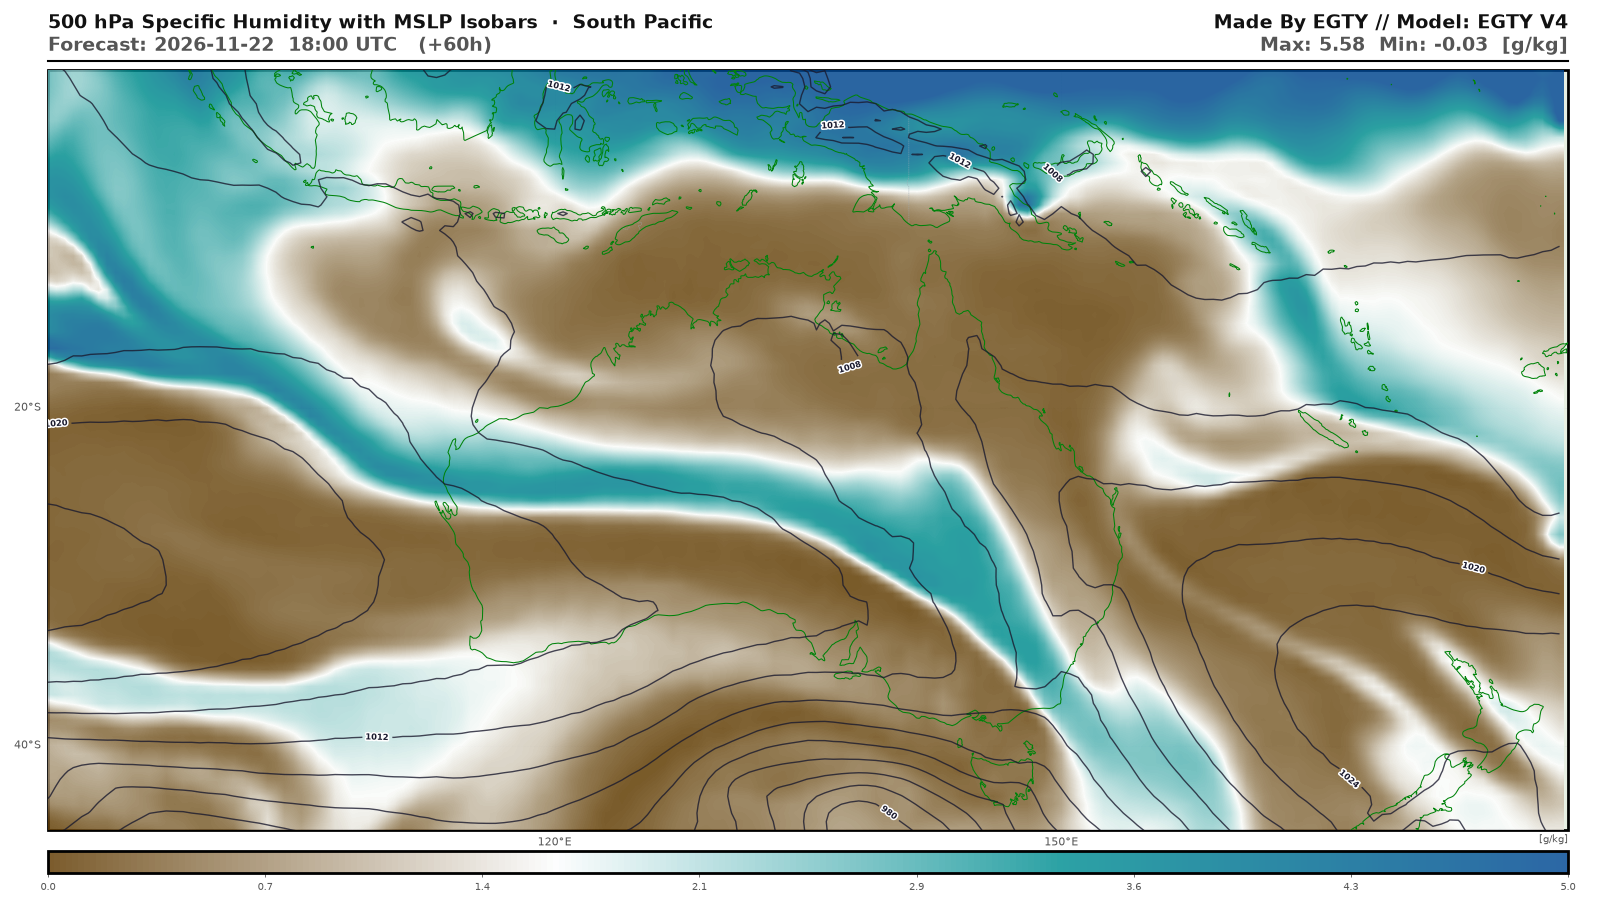 500 hPa Specific Humidity with MSLP Isobars · South Pacific
Made By EGTY // Model: EGTY V4
Forecast: 2026-11-22 18:00 UTC (+60h)
Max: 5.58 Min: -0.03 [g/kg]
1012
1012
1012
1008
1008
20°S
1020
1020
40°S
1012
1024
980
120°E
150°E
[g/kg]
0.0
0.7
1.4
2.1
2.9
3.6
4.3
5.0